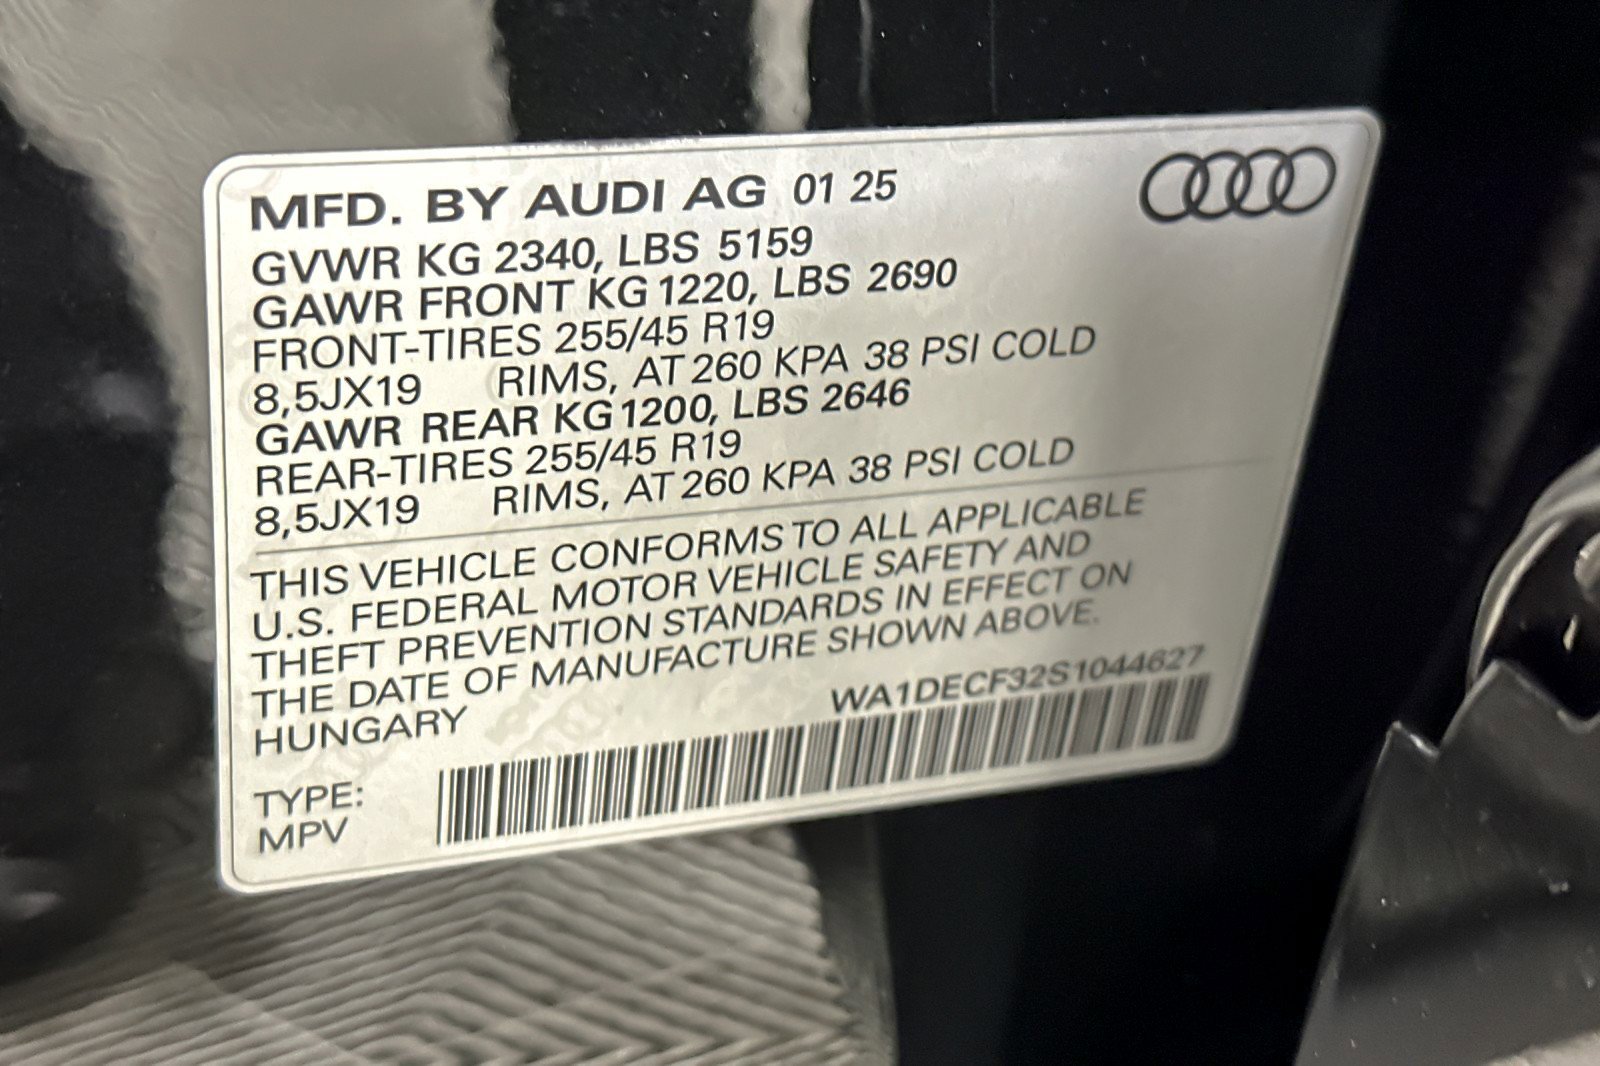 MFD. BY AUDI AG 01 25
GVWR KG 2340, LBS 5159
GAWR FRONT KG 1220, LBS 2690
FRONT-TIRES 255/45 R19
8,5JX19 RIMS, AT 260 KPA 38 PSI COLD
GAWR REAR KG 1200, LBS 2646
REAR-TIRES 255/45 R19
8,5JX19 RIMS, AT 260 KPA 38 PSI COLD
THIS VEHICLE CONFORMS TO ALL APPLICABLE
U.S. FEDERAL MOTOR VEHICLE SAFETY AND
THEFT PREVENTION STANDARDS IN EFFECT ON
THE DATE OF MANUFACTURE SHOWN ABOVE.
HUNGARY
WA1DECF32S1044627
TYPE:
MPV